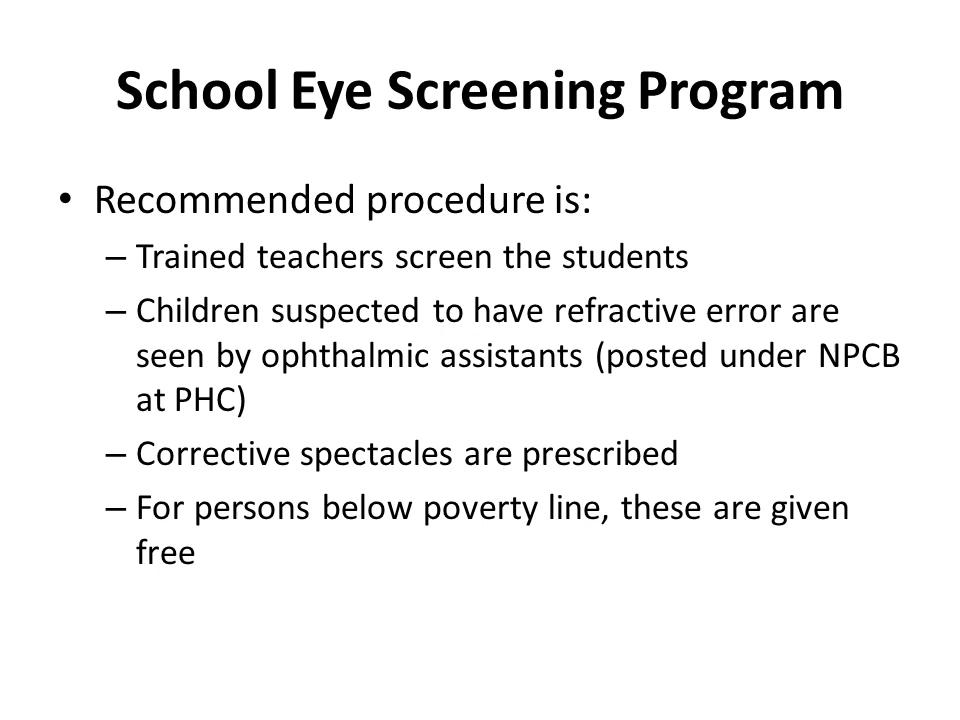 School Eye Screening Program
• Recommended procedure is:
– Trained teachers screen the students
– Children suspected to have refractive error are
seen by ophthalmic assistants (posted under NPCB
at PHC)
– Corrective spectacles are prescribed
– For persons below poverty line, these are given
free